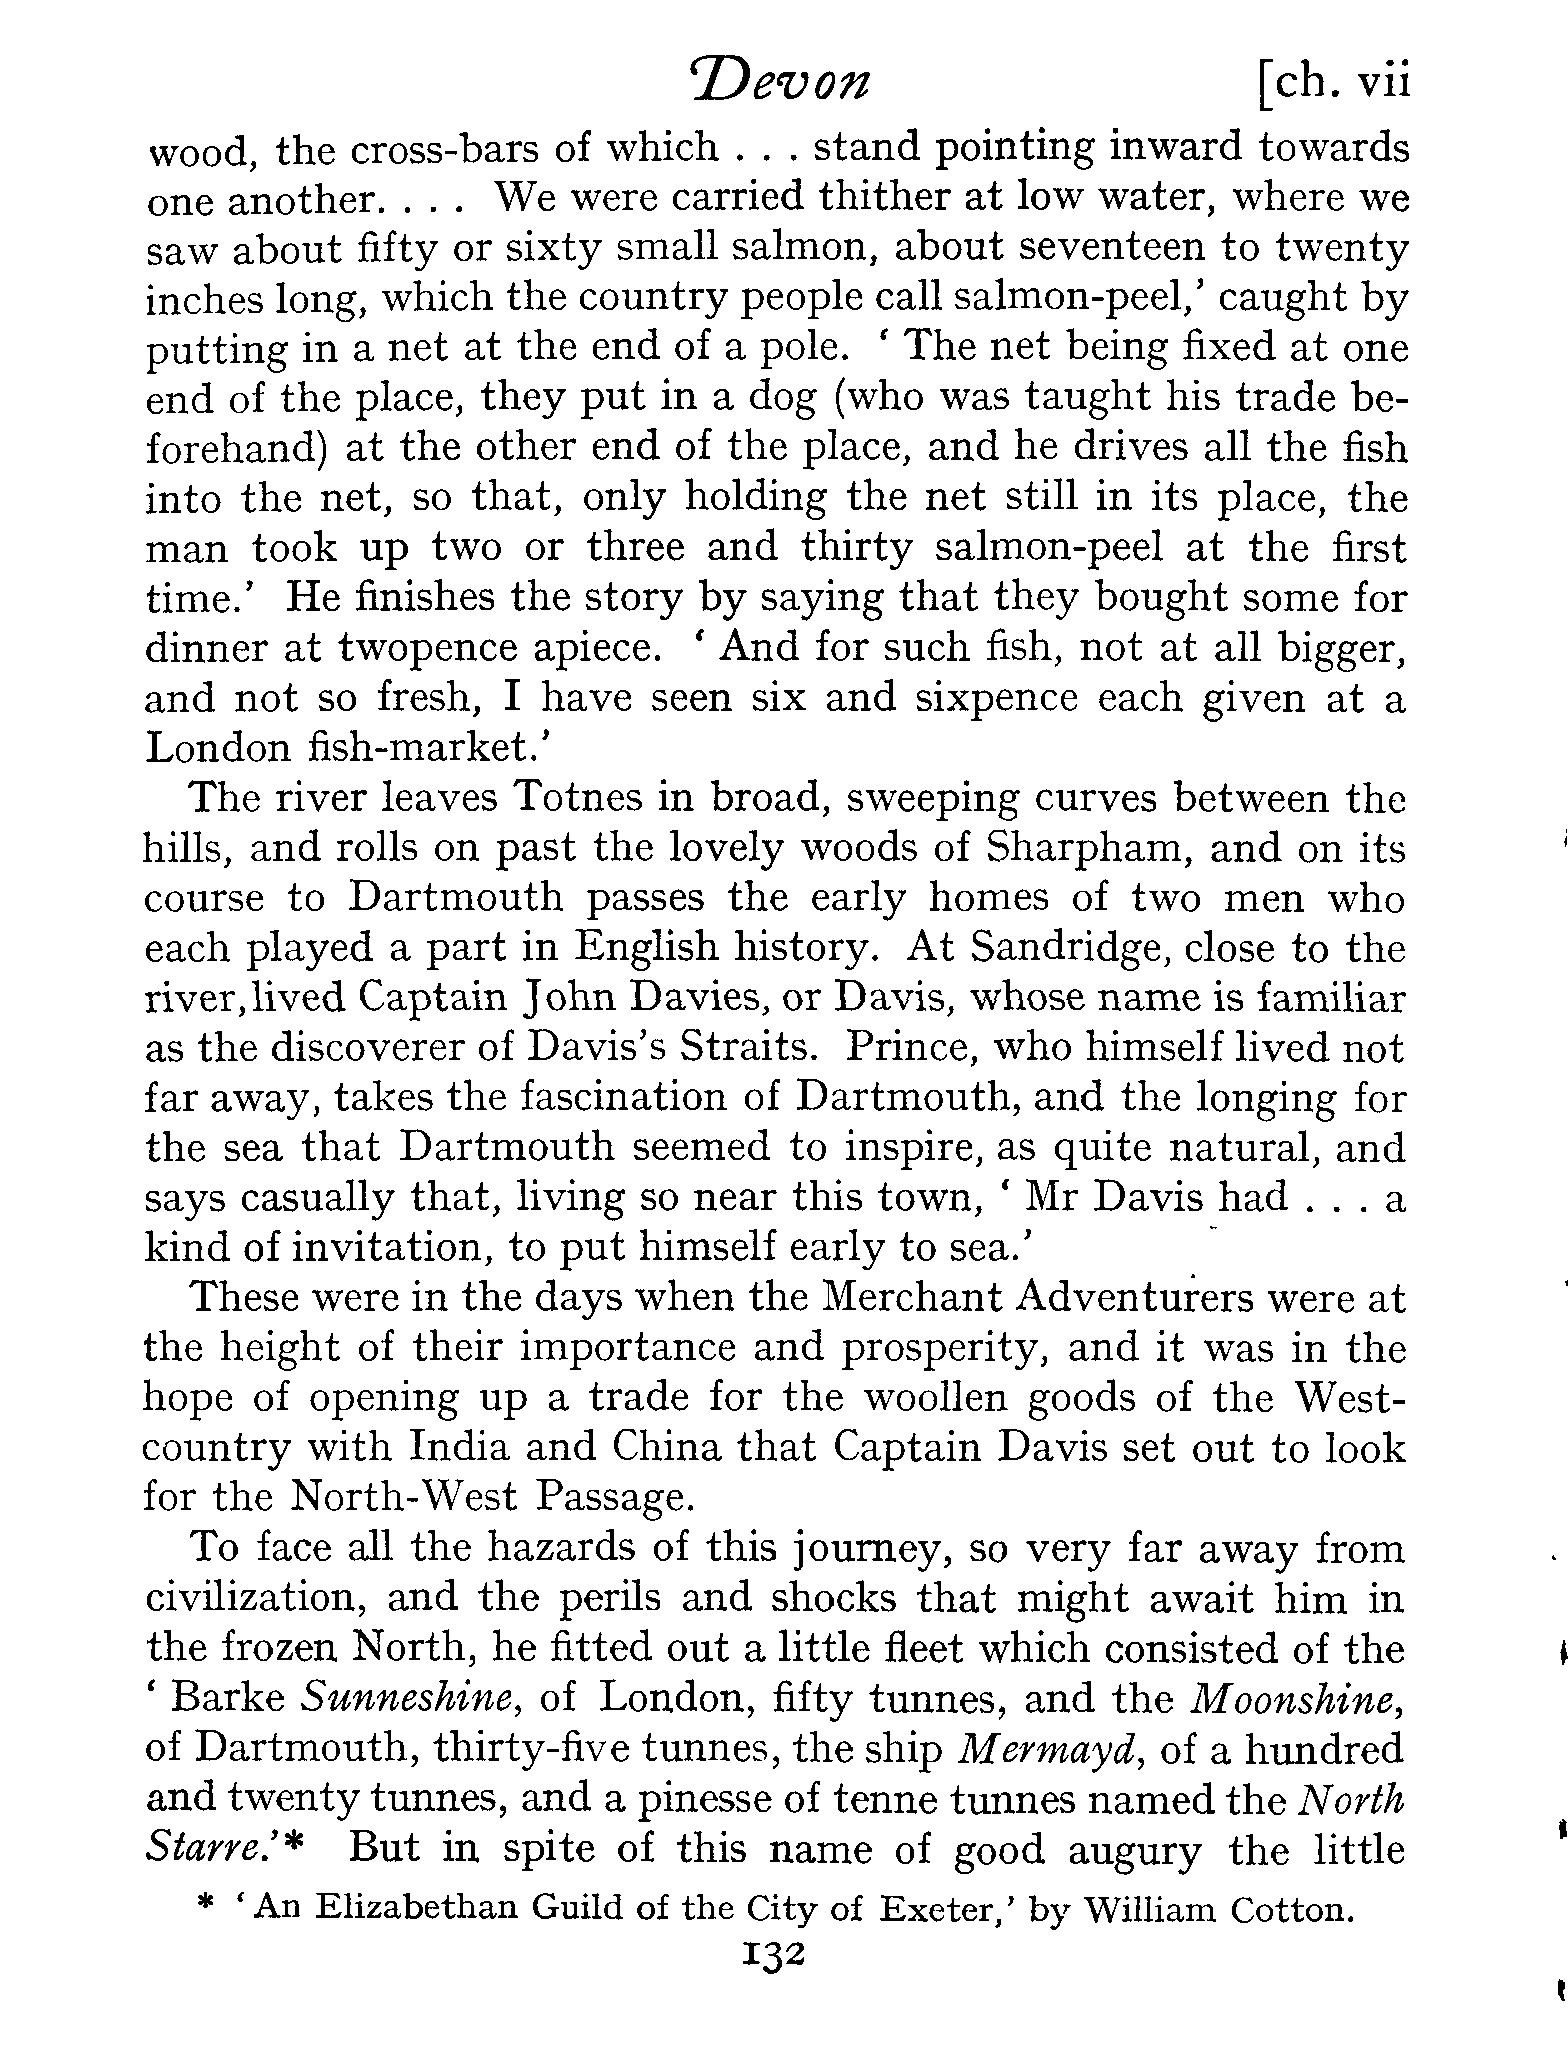 Devon [ch. vii
wood, the cross-bars of which . . . stand pointing inward towards
one another. . . . We were carried thither at low water, where we
saw about fifty or sixty small salmon, about seventeen to twenty
inches long, which the country people call salmon-peel,’ caught by
putting in a net at the end of a pole. ‘ The net being fixed at one
end of the place, they put in a dog (who was taught his trade be-
forehand) at the other end of the place, and he drives all the fish
into the net, so that, only holding the net still in its place, the
man took up two or three and thirty salmon-peel at the first
time.’ He finishes the story by saying that they bought some for
dinner at twopence apiece. ‘ And for such fish, not at all bigger,
and not so fresh, I have seen six and sixpence each given at a
London fish-market.’
The river leaves Totnes in broad, sweeping curves between the
hills, and rolls on past the lovely woods of Sharpham, and on its
course to Dartmouth passes the early homes of two men who
each played a part in English history. At Sandridge, close to the
river,lived Captain John Davies, or Davis, whose name is familiar
as the discoverer of Davis’s Straits. Prince, who himself lived not
far away, takes the fascination of Dartmouth, and the longing for
the sea that Dartmouth seemed to inspire, as quite natural, and
says casually that, living so near this town, ‘ Mr Davis had . . . a
kind of invitation, to put himself early to sea.’
These were in the days when the Merchant Adventurers were at
the height of their importance and prosperity, and it was in the
hope of opening up a trade for the woollen goods of the West-
country with India and China that Captain Davis set out to look
for the North-West Passage.
To face all the hazards of this journey, so very far away from
civilization, and the perils and shocks that might await him in
the frozen North, he fitted out a little fleet which consisted of the
‘ Barke Sunneshine, of London, fifty tunnes, and the Moonshine,
of Dartmouth, thirty-five tunnes, the ship Mermayd, of a hundred
and twenty tunnes, and a pinesse of tenne tunnes named the North
Starre.’* But in spite of this name of good augury the little
* ‘ An Elizabethan Guild of the City of Exeter,’ by William Cotton.
132